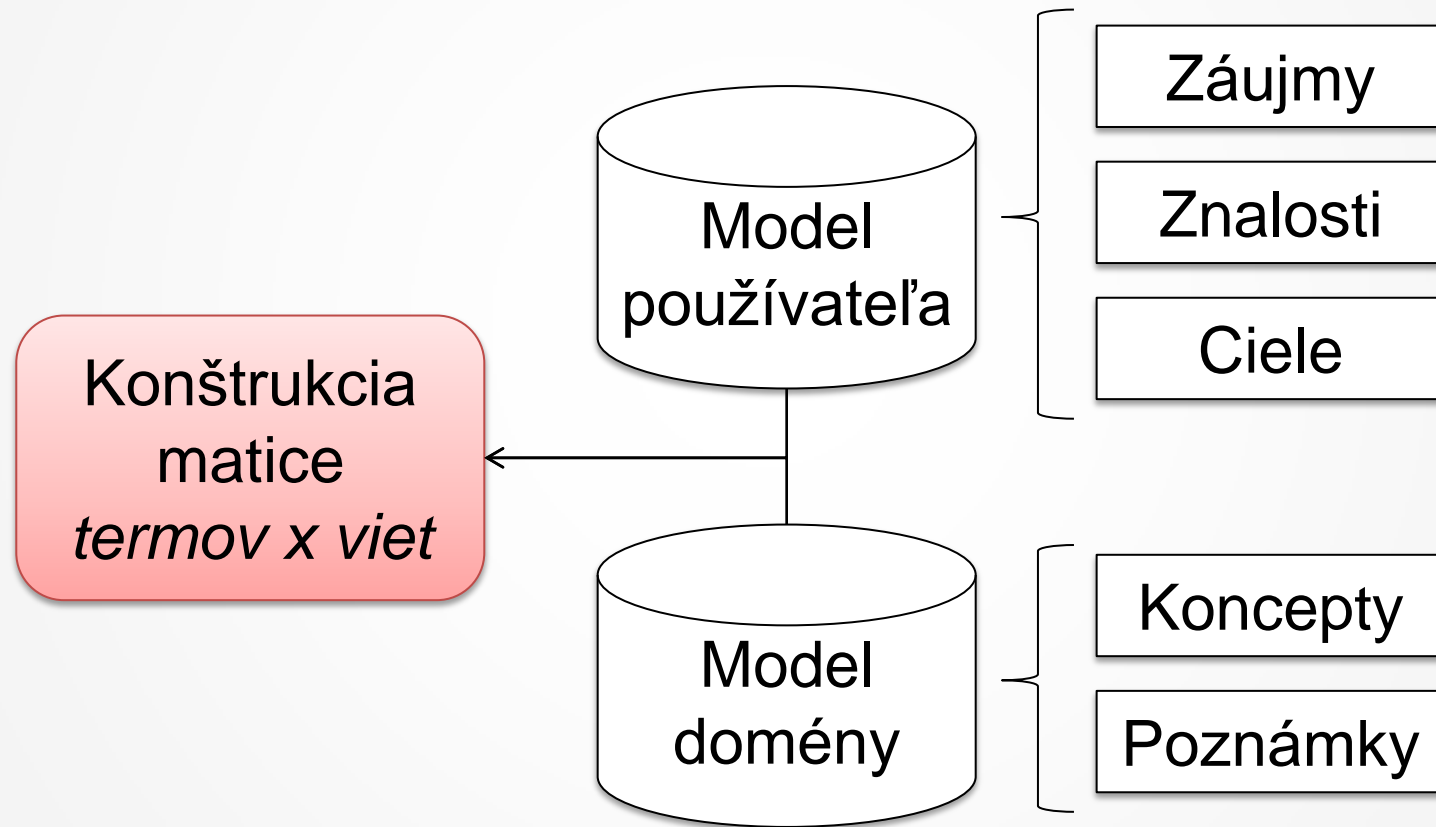 Záujmy
Znalosti
Ciele
Model
používateľa
Konštrukcia
matice
termov x viet
Model
domény
Koncepty
Poznámky